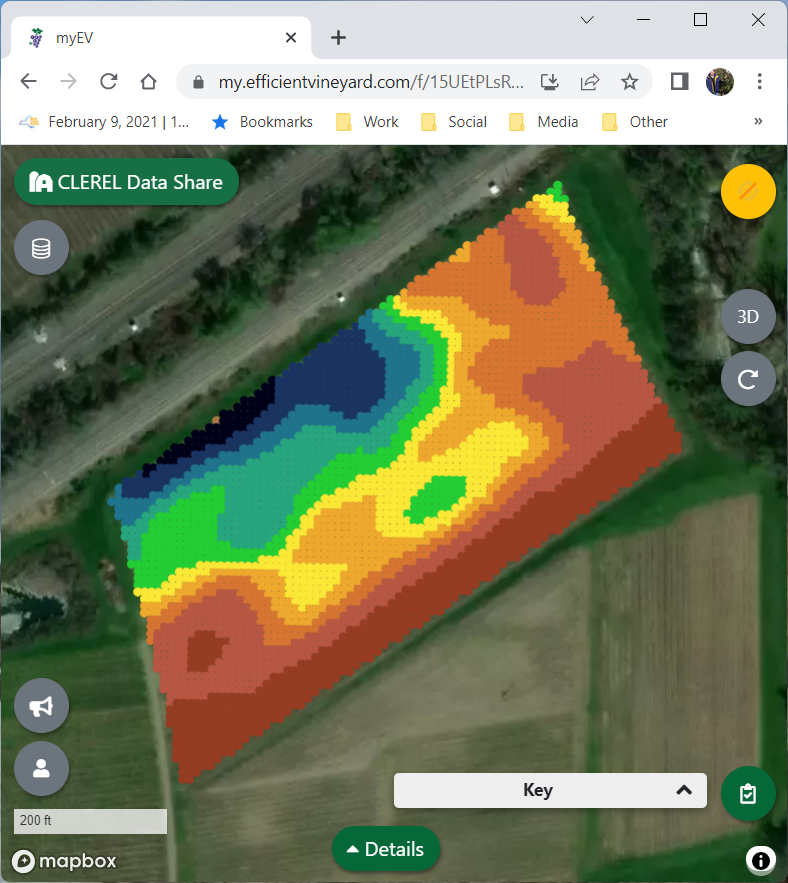 myEV
my.efficientvineyard.com/f/15UEtPLsR...
February 9, 2021 | 1...
Bookmarks
Work
Social
Media
Other
»
CLEREL Data Share
3D
Key
200 ft
Details
mapbox